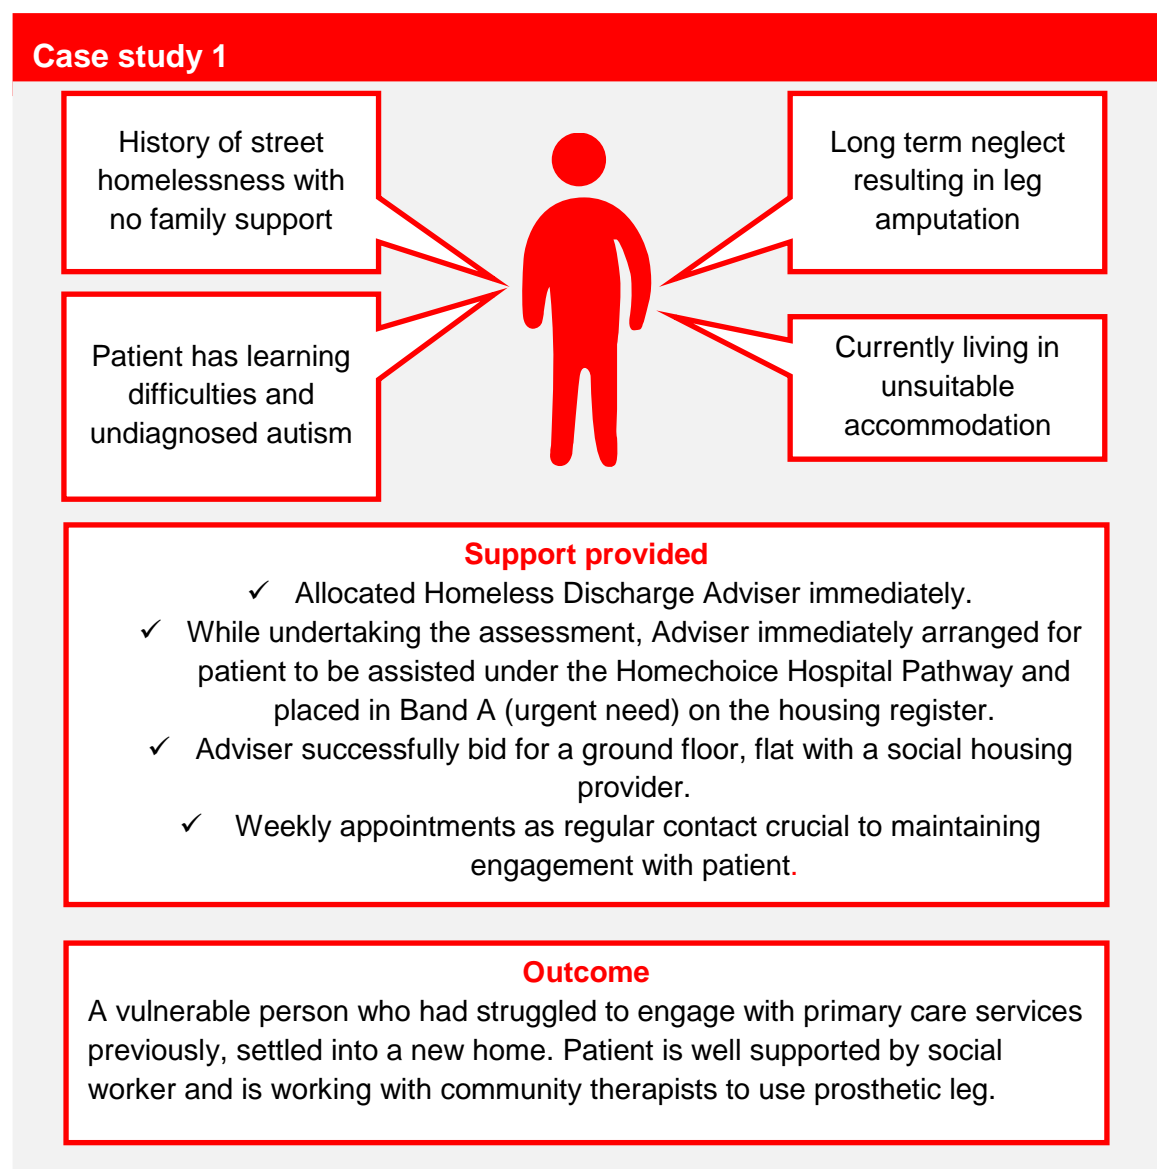 Case study 1
History of street
homelessness with
no family support
Long term neglect
resulting in leg
amputation
Patient has learning
difficulties and
undiagnosed autism
Currently living in
unsuitable
accommodation
Support provided
✓ Allocated Homeless Discharge Adviser immediately.
✓ While undertaking the assessment, Adviser immediately arranged for
patient to be assisted under the Homechoice Hospital Pathway and
placed in Band A (urgent need) on the housing register.
✓ Adviser successfully bid for a ground floor, flat with a social housing
provider.
✓ Weekly appointments as regular contact crucial to maintaining
engagement with patient.
Outcome
A vulnerable person who had struggled to engage with primary care services
previously, settled into a new home. Patient is well supported by social
worker and is working with community therapists to use prosthetic leg.